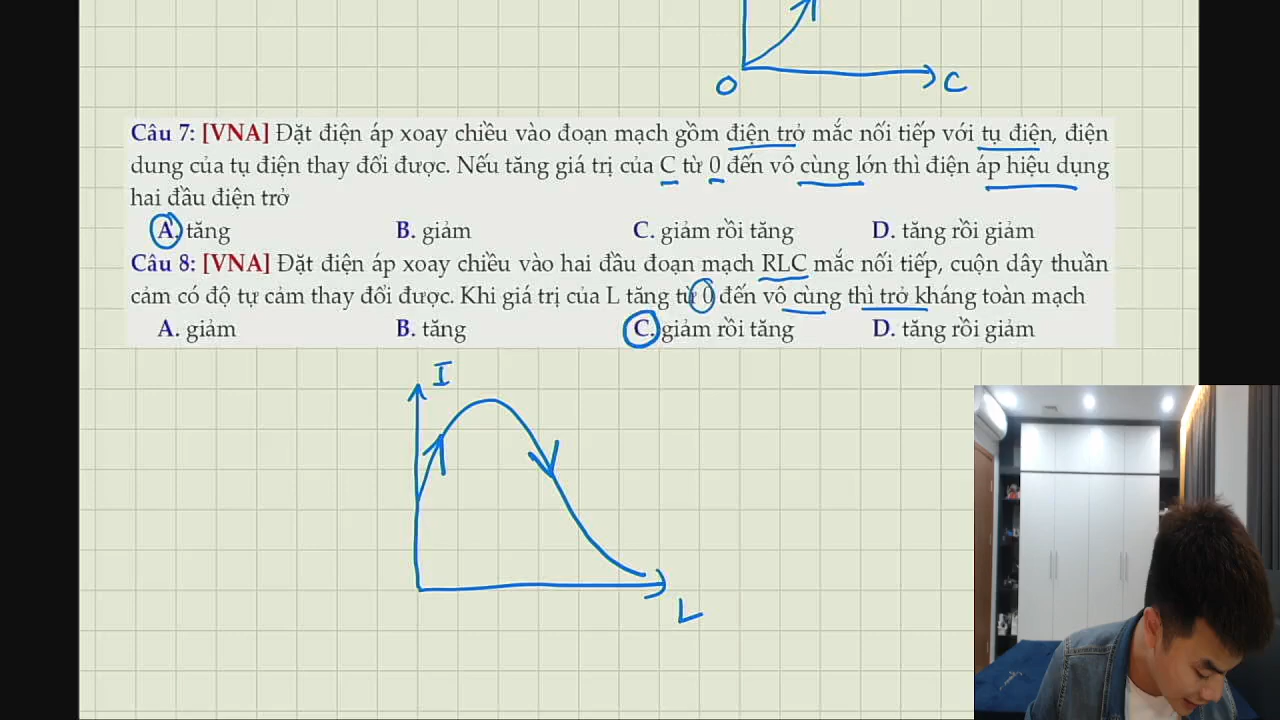 O C
Câu 7: [VNA] Đặt điện áp xoay chiều vào đoạn mạch gồm điện trở mắc nối tiếp với tụ điện, điện
dung của tụ điện thay đổi được. Nếu tăng giá trị của C từ 0 đến vô cùng lớn thì điện áp hiệu dụng
hai đầu điện trở
A. tăng B. giảm C. giảm rồi tăng D. tăng rồi giảm
Câu 8: [VNA] Đặt điện áp xoay chiều vào hai đầu đoạn mạch RLC mắc nối tiếp, cuộn dây thuần
cảm có độ tự cảm thay đổi được. Khi giá trị của L tăng từ 0 đến vô cùng thì trở kháng toàn mạch
A. giảm B. tăng C. giảm rồi tăng D. tăng rồi giảm
I
L